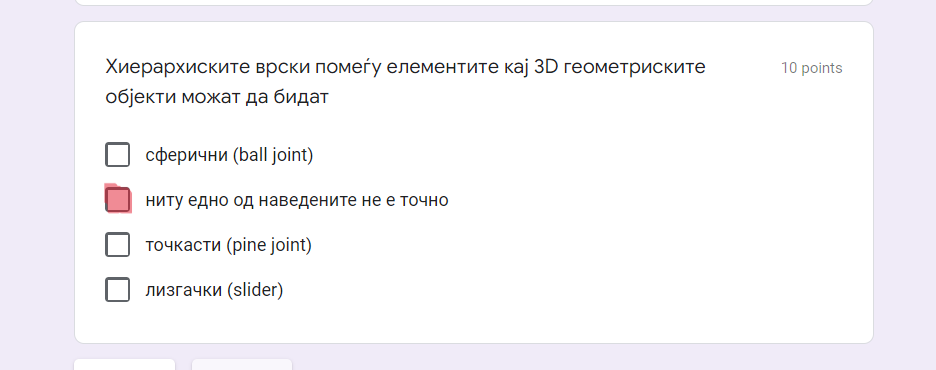 Хиерархиските врски помеѓу елементите кај 3D геометриските
објекти можат да бидат
10 points
сферични (ball joint)
ниту едно од наведените не е точно
точкасти (pine joint)
лизгачки (slider)